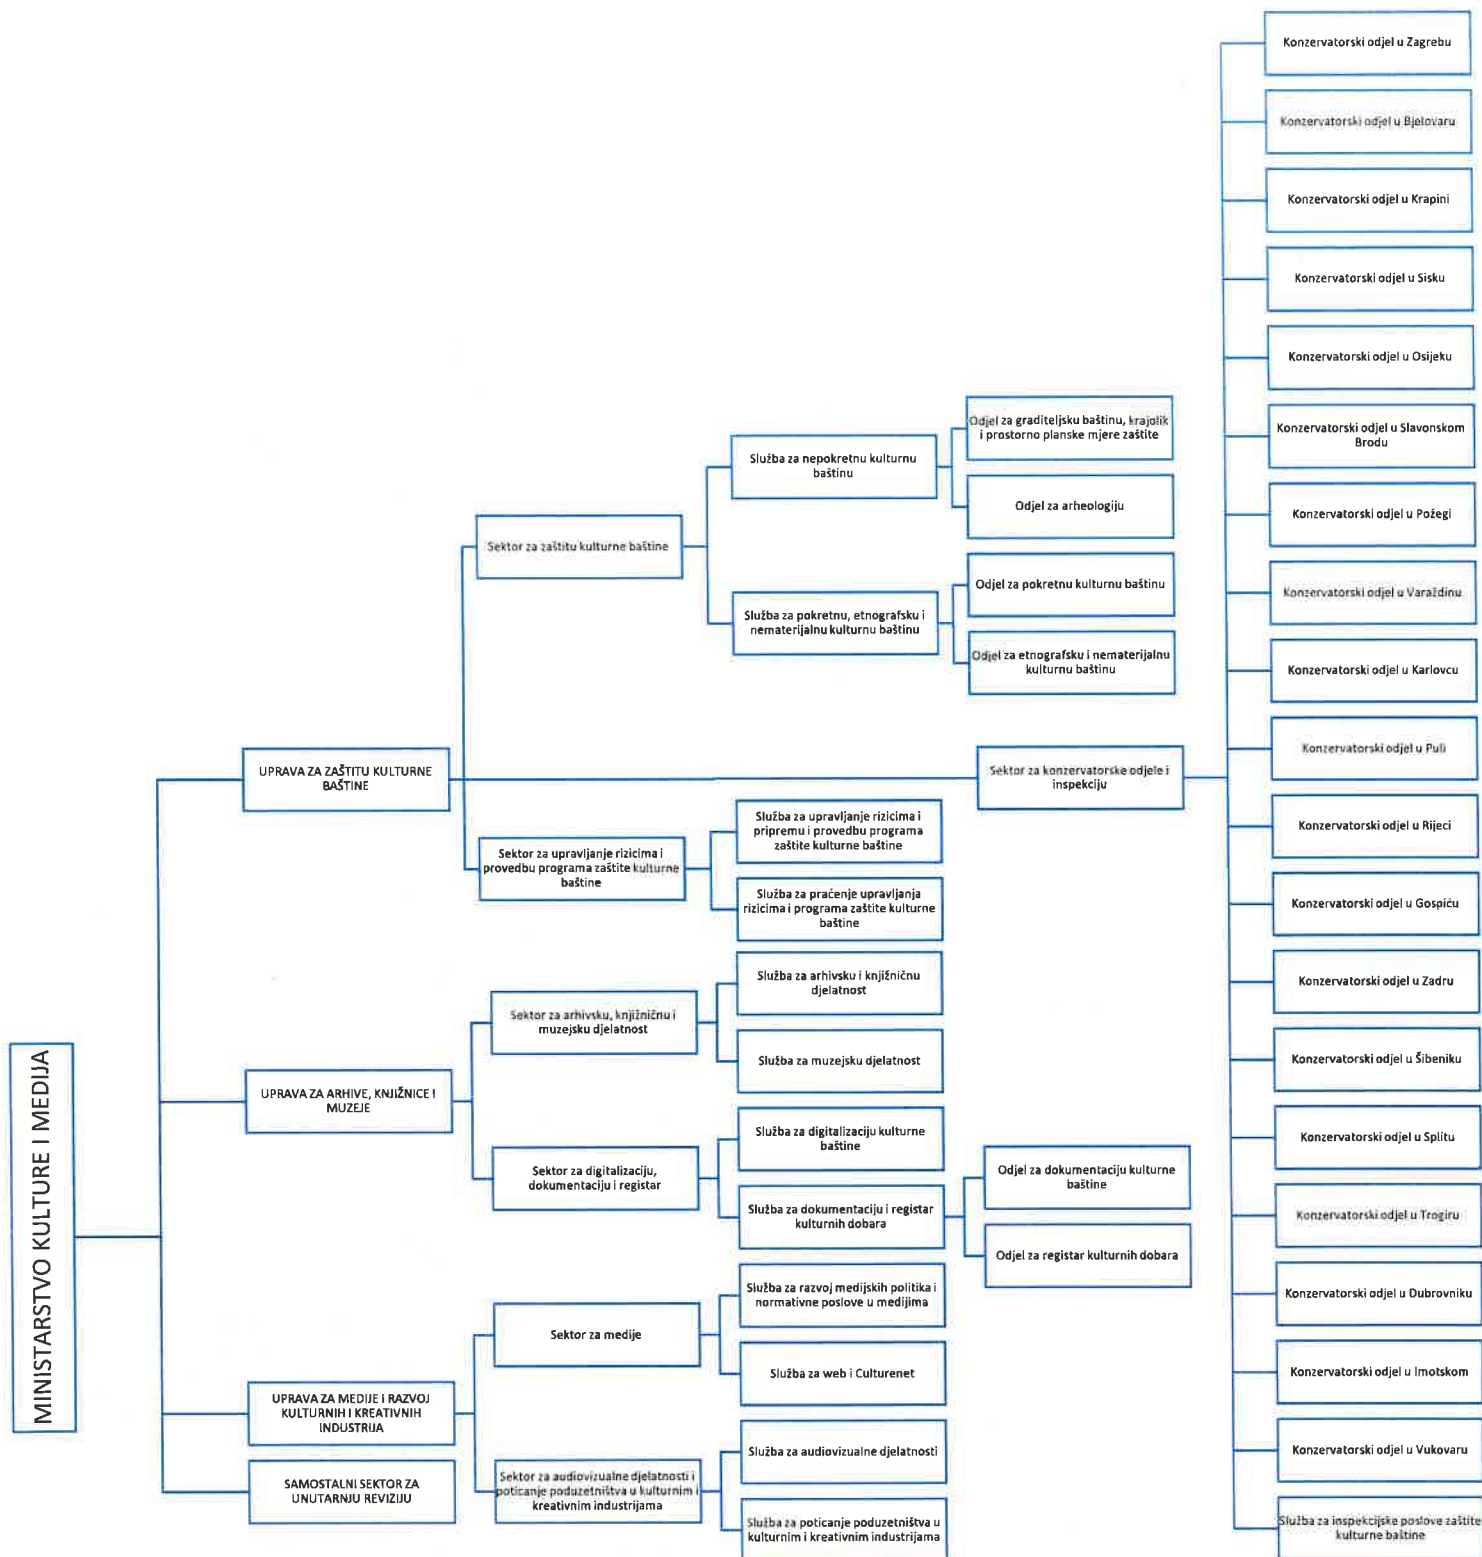 MINISTARSTVO KULTURE I MEDIJA
UPRAVA ZA ZAŠTITU KULTURNE
BAŠTINE
Sektor za zaštitu kulturne baštine
Služba za nepokretnu kulturnu
baštinu
Odjel za graditeljsku baštinu, krajolik
i prostorno planske mjere zaštite
Odjel za arheologiju
Služba za pokretnu, etnografsku i
nematerijalnu kulturnu baštinu
Odjel za pokretnu kulturnu baštinu
Odjel za etnografsku i nematerijalnu
kulturnu baštinu
Sektor za konzervatorske odjele i
inspekciju
Konzervatorski odjel u Zagrebu
Konzervatorski odjel u Bjelovaru
Konzervatorski odjel u Krapini
Konzervatorski odjel u Sisku
Konzervatorski odjel u Osijeku
Konzervatorski odjel u Slavonskom
Brodu
Konzervatorski odjel u Požegi
Konzervatorski odjel u Varaždinu
Konzervatorski odjel u Karlovcu
Konzervatorski odjel u Puli
Konzervatorski odjel u Rijeci
Konzervatorski odjel u Gospiću
Konzervatorski odjel u Zadru
Konzervatorski odjel u Šibeniku
Konzervatorski odjel u Splitu
Konzervatorski odjel u Trogiru
Konzervatorski odjel u Dubrovniku
Konzervatorski odjel u Imotskom
Konzervatorski odjel u Vukovaru
Služba za inspekcijske poslove zaštite
kulturne baštine
Sektor za upravljanje rizicima i
provedbu programa zaštite kulturne
baštine
Služba za upravljanje rizicima i
pripremu i provedbu programa
zaštite kulturne baštine
Služba za praćenje upravljanja
rizicima i programa zaštite kulturne
baštine
UPRAVA ZA ARHIVE, KNJIŽNICE I
MUZEJE
Sektor za arhivsku, knjižničnu i
muzejsku djelatnost
Služba za arhivsku i knjižničnu
djelatnost
Služba za muzejsku djelatnost
Sektor za digitalizaciju,
dokumentaciju i registar
Služba za digitalizaciju kulturne
baštine
Služba za dokumentaciju i registar
kulturnih dobara
Odjel za dokumentaciju kulturne
baštine
Odjel za registar kulturnih dobara
UPRAVA ZA MEDIJE I RAZVOJ
KULTURNIH I KREATIVNIH
INDUSTRIJA
Sektor za medije
Služba za razvoj medijskih politika i
normativne poslove u medijima
Služba za web i Culturenet
Sektor za audiovizualne djelatnosti i
poticanje poduzetništva u kulturnim i
kreativnim industrijama
Služba za audiovizualne djelatnosti
Služba za poticanje poduzetništva u
kulturnim i kreativnim industrijama
SAMOSTALNI SEKTOR ZA
UNUTARNJU REVIZIJU